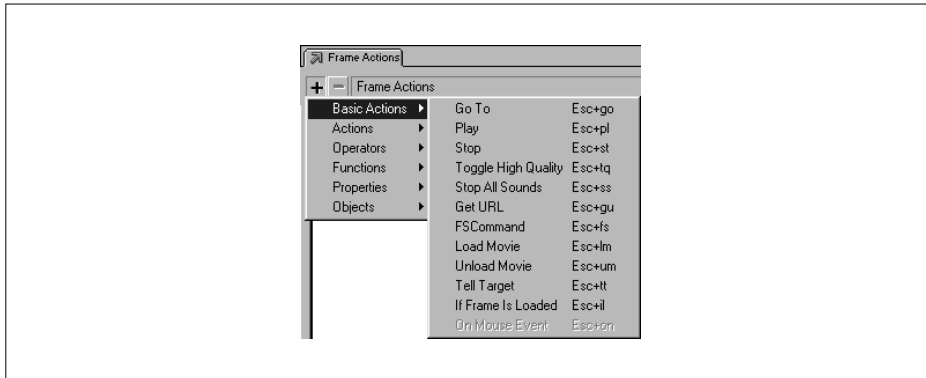 Frame Actions
+ − Frame Actions
Basic Actions
Actions
Operators
Functions
Properties
Objects
Go To Esc+go
Play Esc+pl
Stop Esc+st
Toggle High Quality Esc+tq
Stop All Sounds Esc+ss
Get URL Esc+gu
FSCommand Esc+fs
Load Movie Esc+lm
Unload Movie Esc+um
Tell Target Esc+tt
If Frame Is Loaded Esc+il
On Mouse Event Esc+on